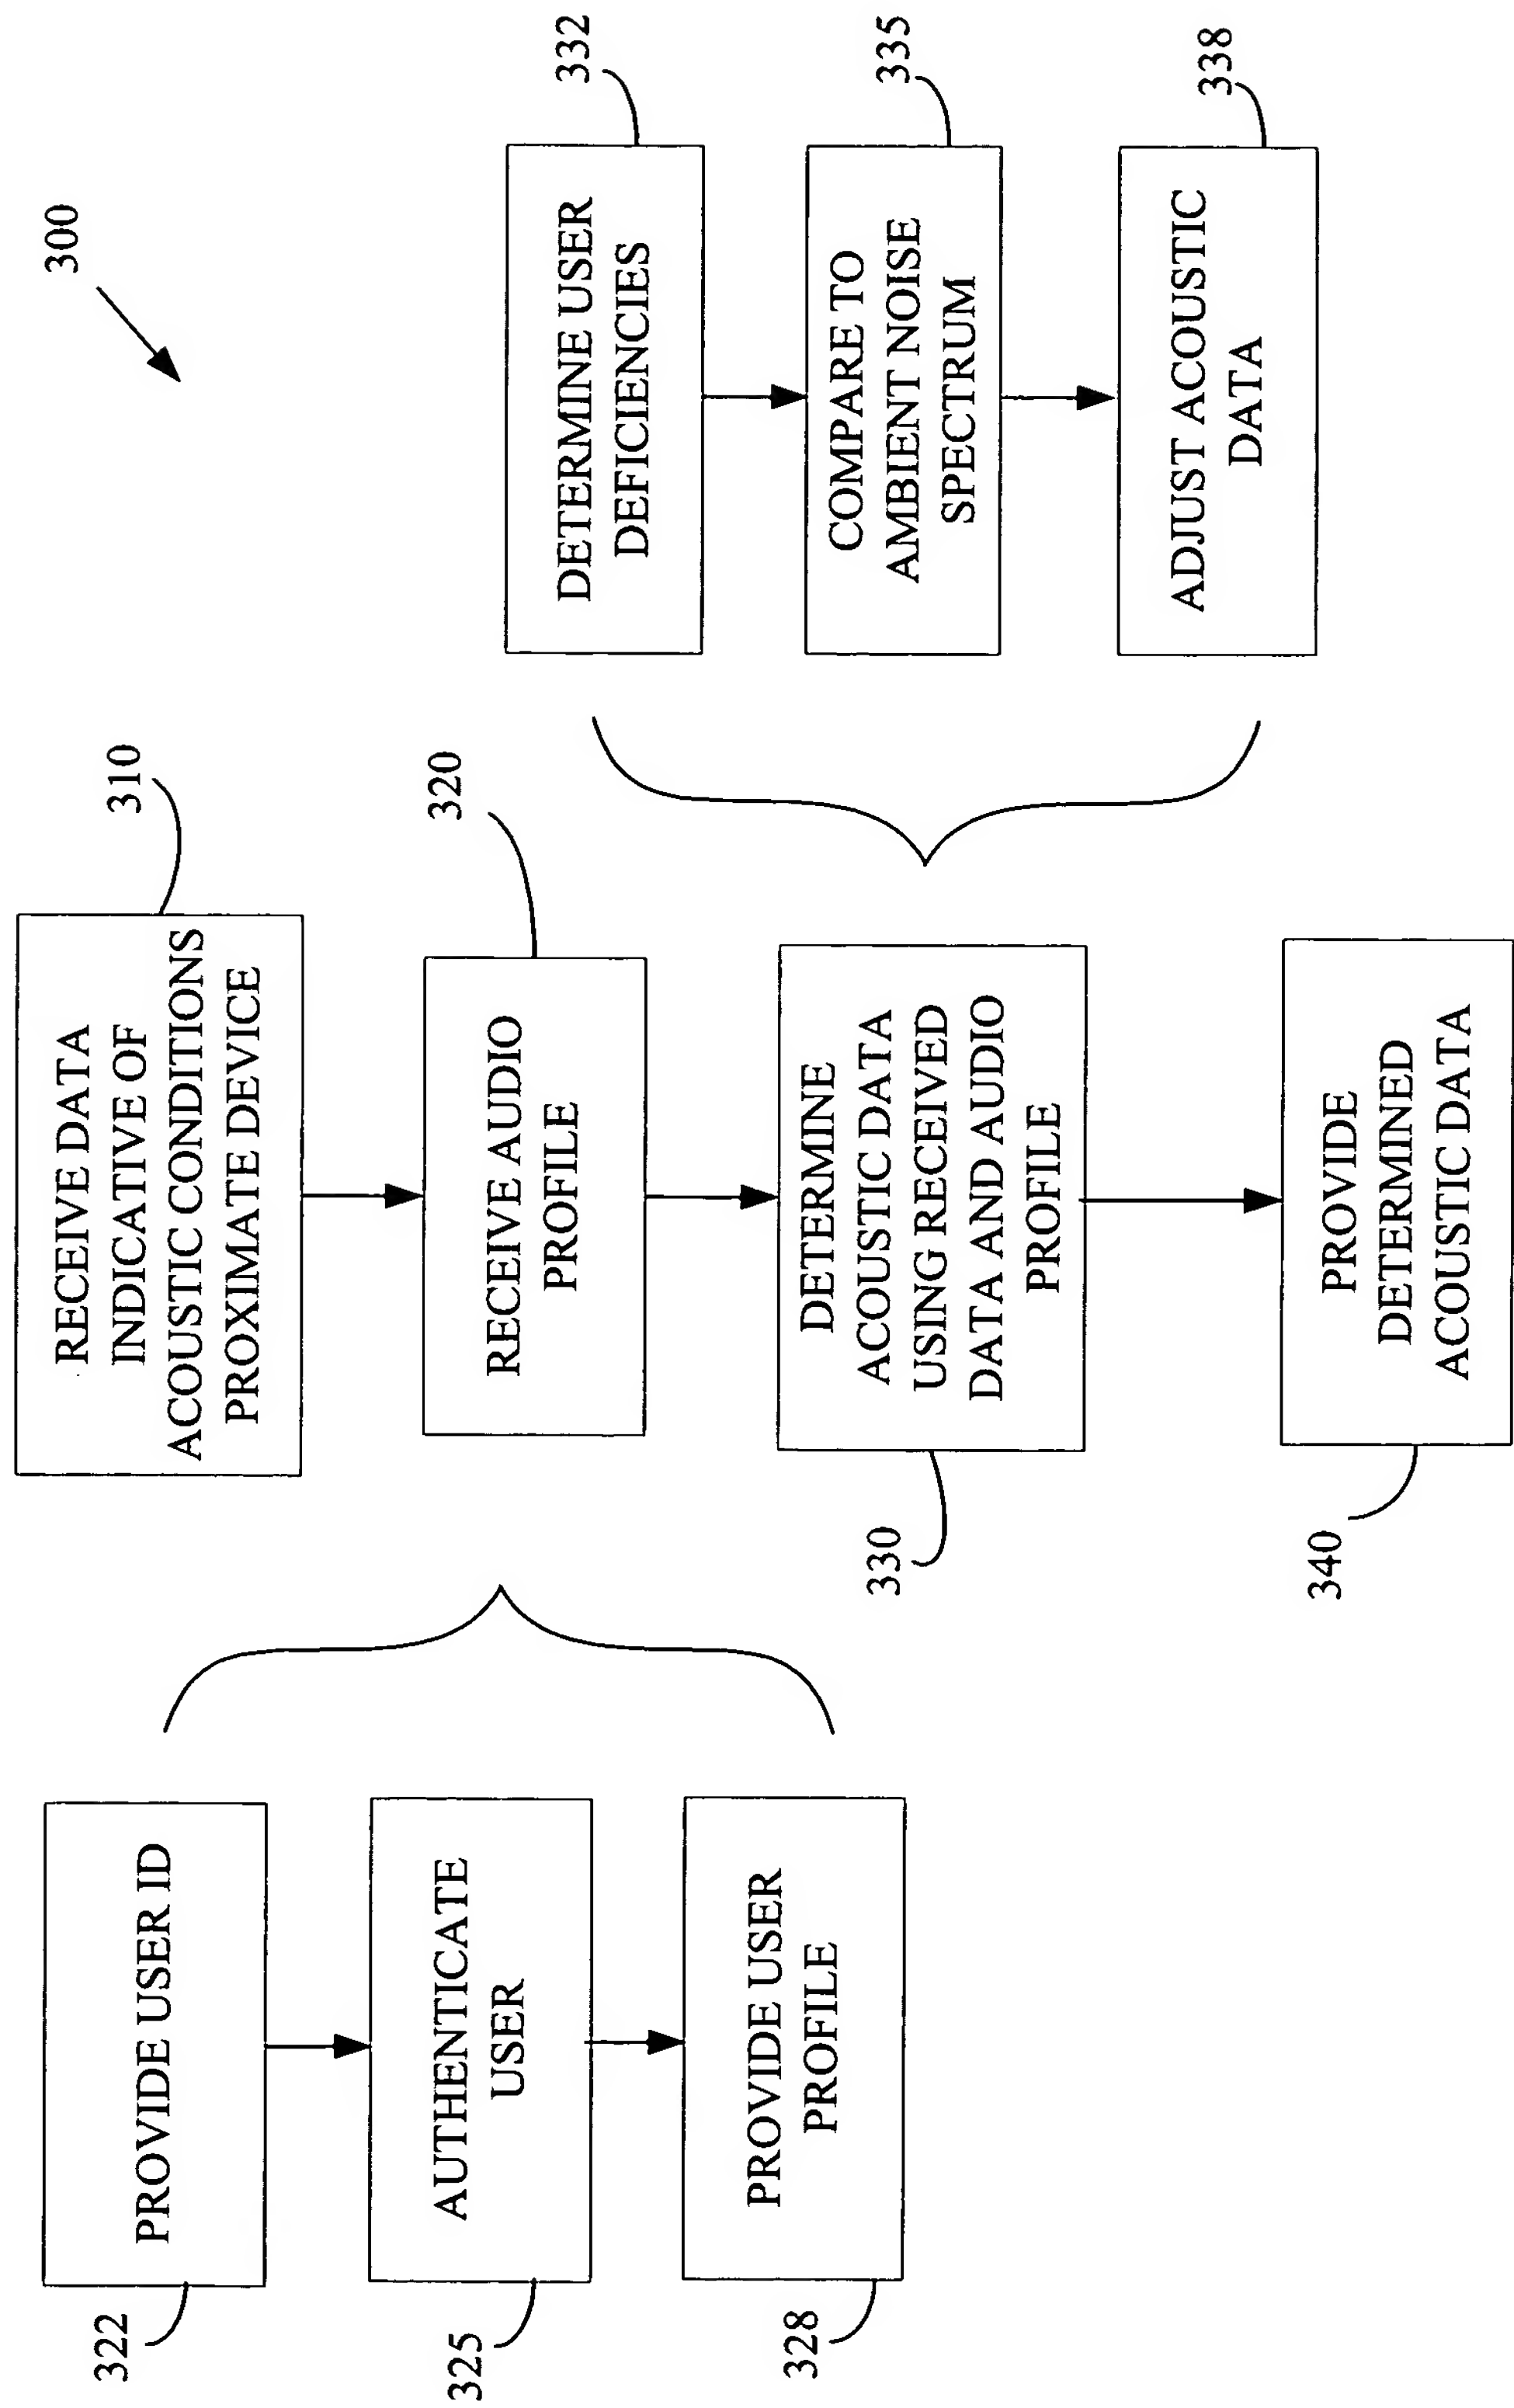 300
310
RECEIVE DATA
INDICATIVE OF
ACOUSTIC CONDITIONS
PROXIMATE DEVICE
320
RECEIVE AUDIO
PROFILE
330
DETERMINE
ACOUSTIC DATA
USING RECEIVED
DATA AND AUDIO
PROFILE
340
PROVIDE
DETERMINED
ACOUSTIC DATA
322
PROVIDE USER ID
325
AUTHENTICATE
USER
328
PROVIDE USER
PROFILE
332
DETERMINE USER
DEFICIENCIES
335
COMPARE TO
AMBIENT NOISE
SPECTRUM
338
ADJUST ACOUSTIC
DATA